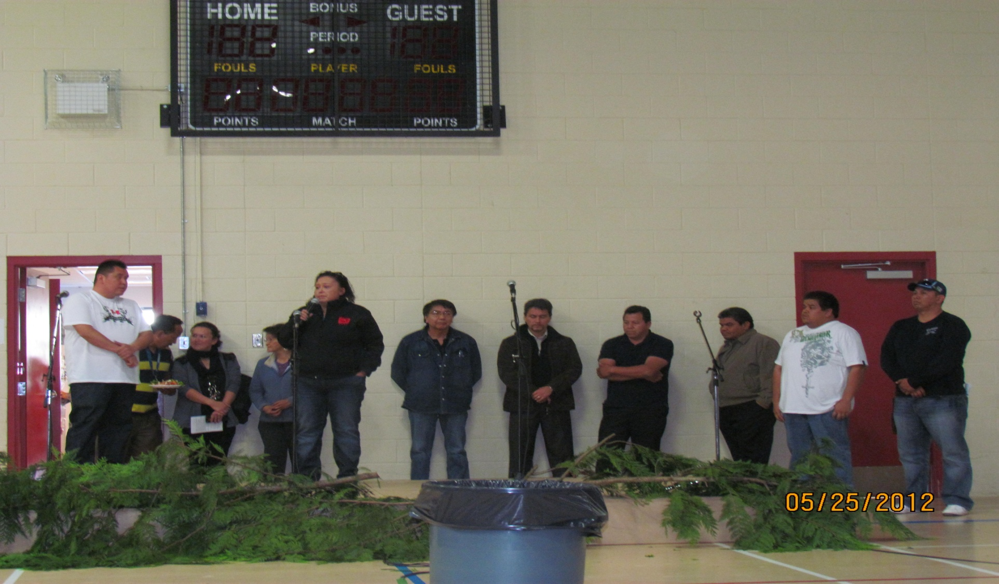 HOME BONUS GUEST
PERIOD
FOULS PLAYER FOULS
POINTS MATCH POINTS
05/25/2012